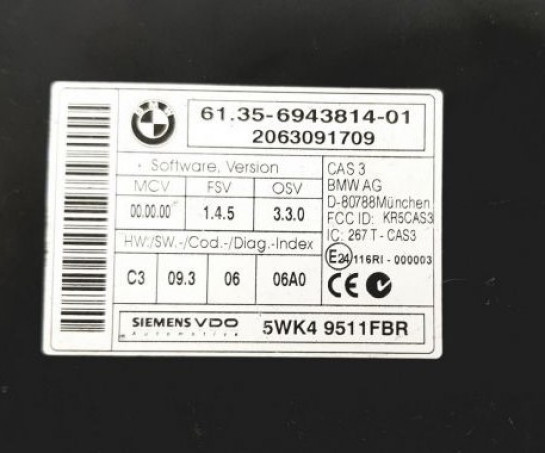 BMW
61.35-6943814-01
2063091709
· Software, Version
MCV FSV OSV
00.00.00 1.4.5 3.3.0
HW:/SW.-/Cod.-/Diag.-Index
C3 09.3 06 06A0
CAS 3
BMW AG
D-80788München
FCC ID: KR5CAS3
IC: 267 T - CAS3
E24 116RI - 000003
CE
SIEMENS VDO
Automotive
5WK4 9511FBR